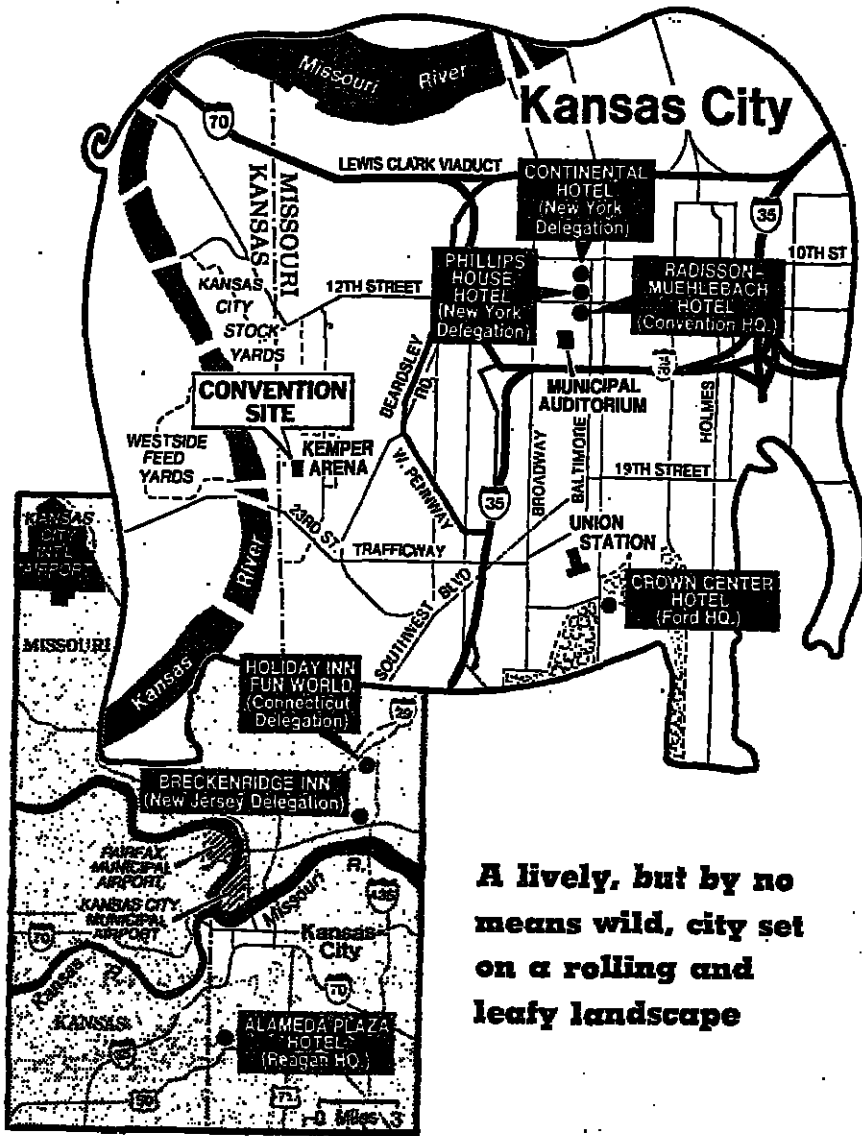 Missouri River
Kansas City
70
LEWIS CLARK VIADUCT
CONTINENTAL
HOTEL
(New York
Delegation)
MISSOURI
KANSAS
35
10TH ST
PHILLIPS
HOUSE
HOTEL
(New York
Delegation)
RADISSON-
MUEHLEBACH
HOTEL
(Convention HQ.)
12TH STREET
KANSAS
CITY
STOCK
YARDS
BEARDSLEY
RD.
CONVENTION
SITE
MUNICIPAL
AUDITORIUM
HOLMES
WESTSIDE
FEED
YARDS
KEMPER
ARENA
W. PENNWAY
BROADWAY
BALTIMORE
19TH STREET
35
23RD ST.
TRAFFICWAY
UNION
STATION
River
Kansas
SOUTHWEST BLVD
CROWN CENTER
HOTEL
(Ford HQ.)
KANSAS
CITY
INT'L
AIRPORT
MISSOURI
HOLIDAY INN
FUN WORLD
(Connecticut
Delegation)
29
BRECKENRIDGE INN
(New Jersey Delegation)
FAIRFAX
MUNICIPAL
AIRPORT
KANSAS CITY
MUNICIPAL
AIRPORT
Missouri R.
435
70
Kansas R.
Kansas
City
70
KANSAS
ALAMEDA PLAZA
HOTEL
(Reagan HQ.)
35
50
71
0 Miles 3
A lively, but by no
means wild, city set
on a rolling and
leafy landscape